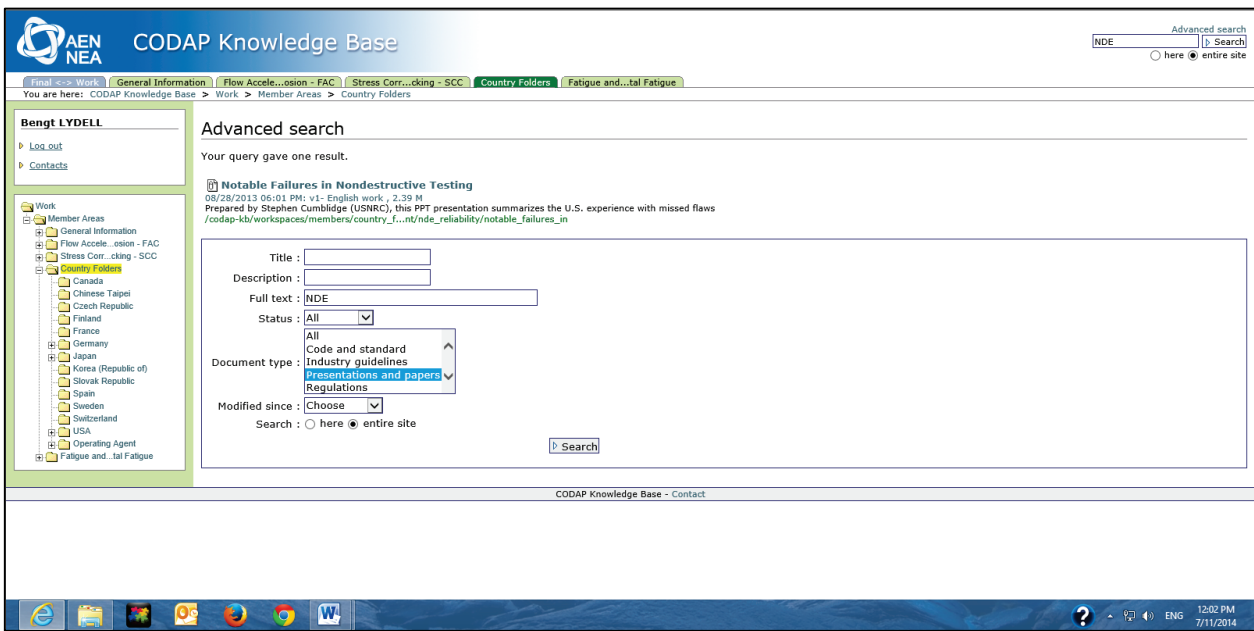 AEN
NEA
CODAP Knowledge Base
Advanced search
NDE
Search
here entire site
Final <-> Work General Information Flow Accele...osion - FAC Stress Corr...cking - SCC Country Folders Fatigue and...tal Fatigue
You are here: CODAP Knowledge Base > Work > Member Areas > Country Folders
Bengt LYDELL
Log out
Contacts
Work
Member Areas
General Information
Flow Accele...osion - FAC
Stress Corr...cking - SCC
Country Folders
Canada
Chinese Taipei
Czech Republic
Finland
France
Germany
Japan
Korea (Republic of)
Slovak Republic
Spain
Sweden
Switzerland
USA
Operating Agent
Fatigue and...tal Fatigue
Advanced search
Your query gave one result.
Notable Failures in Nondestructive Testing
08/28/2013 06:01 PM: v1- English work , 2.39 M
Prepared by Stephen Cumblidge (USNRC), this PPT presentation summarizes the U.S. experience with missed flaws
/codap-kb/workspaces/members/country_f...nt/nde_reliability/notable_failures_in
Title :
Description :
Full text : NDE
Status : All
Document type :
All
Code and standard
Industry guidelines
Presentations and papers
Regulations
Modified since : Choose
Search : here entire site
Search
CODAP Knowledge Base - Contact
ENG
12:02 PM
7/11/2014